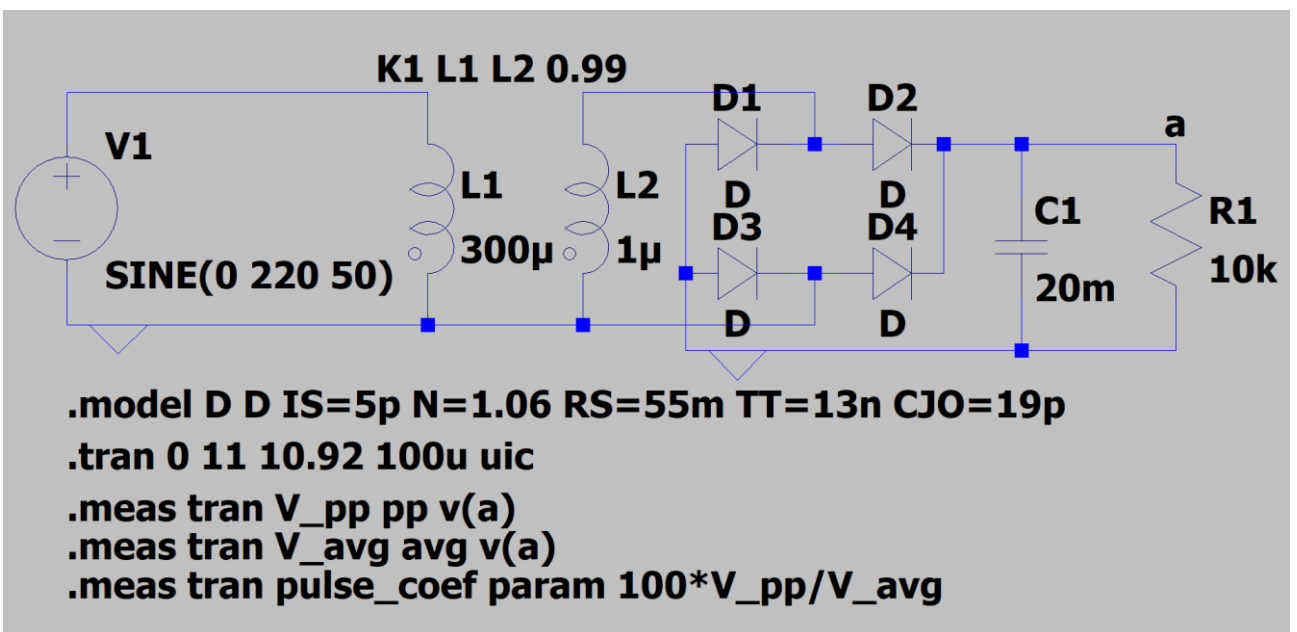 K1 L1 L2 0.99
D1
D2
a
V1
L1
L2
D
D
C1
R1
D3
D4
300µ
1µ
10k
SINE(0 220 50)
20m
D
D
.model D D IS=5p N=1.06 RS=55m TT=13n CJO=19p
.tran 0 11 10.92 100u uic
.meas tran V_pp pp v(a)
.meas tran V_avg avg v(a)
.meas tran pulse_coef param 100*V_pp/V_avg